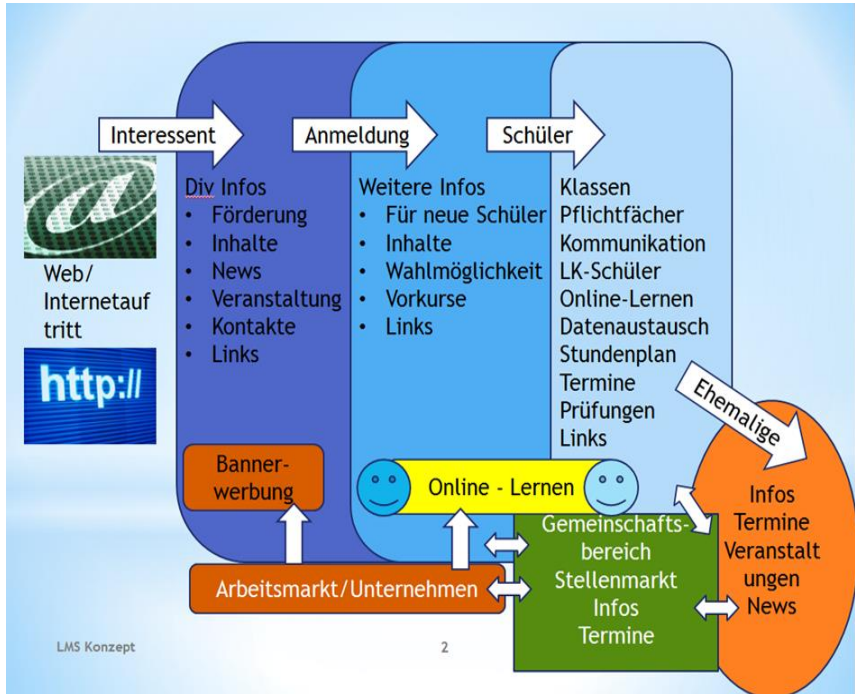 Interessent
Anmeldung
Schüler
Web/
Internetauf
tritt
http://
Div Infos
• Förderung
• Inhalte
• News
• Veranstaltung
• Kontakte
• Links
Weitere Infos
• Für neue Schüler
• Inhalte
• Wahlmöglichkeit
• Vorkurse
• Links
Klassen
Pflichtfächer
Kommunikation
LK-Schüler
Online-Lernen
Datenaustausch
Stundenplan
Termine
Prüfungen
Links
Ehemalige
Banner-
werbung
Online - Lernen
Arbeitsmarkt/Unternehmen
Gemeinschafts-
bereich
Stellenmarkt
Infos
Termine
Infos
Termine
Veranstalt
ungen
News
LMS Konzept
2